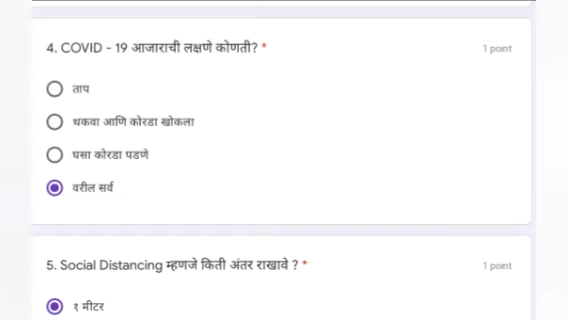 4. COVID - 19 आजाराची लक्षणे कोणती? *
1 point
ताप
थकवा आणि कोरडा खोकला
घसा कोरडा पडणे
वरील सर्व
5. Social Distancing म्हणजे किती अंतर राखावे ? *
1 point
१ मीटर